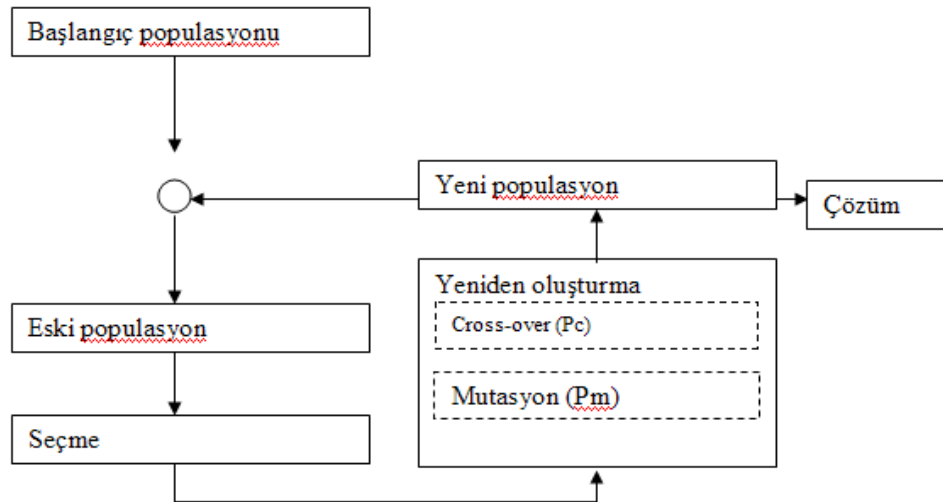 Başlangıç populasyonu
Yeni populasyon
Çözüm
Yeniden oluşturma
Cross-over (Pc)
Mutasyon (Pm)
Eski populasyon
Seçme